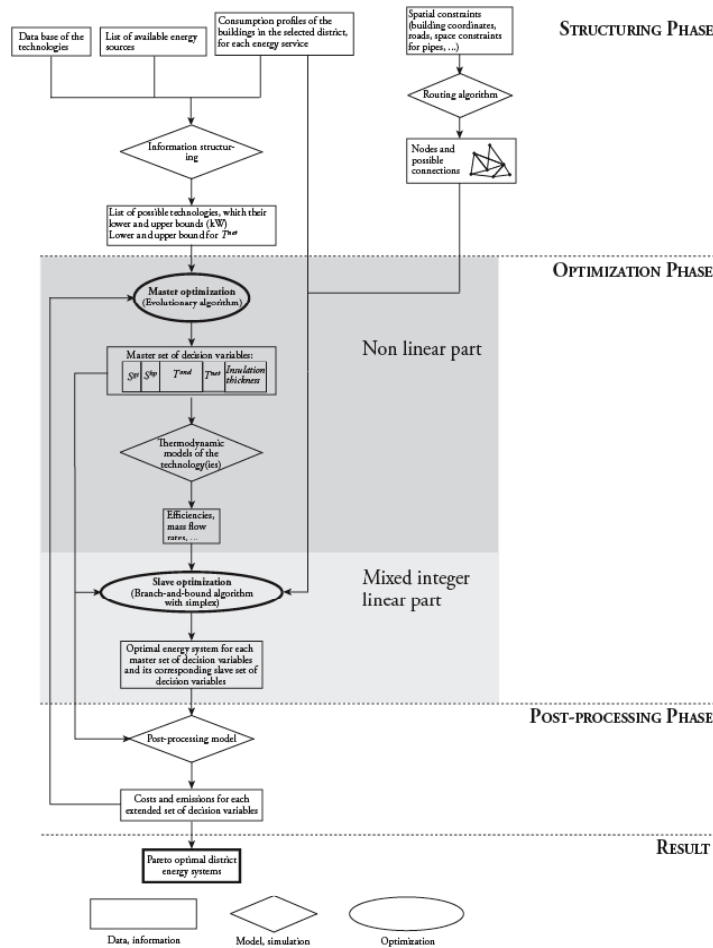 STRUCTURING PHASE
Data base of the
technologies
List of available energy
sources
Consumption profiles of the
buildings in the selected district,
for each energy service
Spatial constraints
(building coordinates,
roads, space constraints
for pipes, ...)
Routing algorithm
Information structur-
ing
Nodes and
possible
connections
List of possible technologies, which their
lower and upper bounds (kW)
Lower and upper bound for Tnet
OPTIMIZATION PHASE
Master optimization
(Evolutionary algorithm)
Non linear part
Master set of decision variables:
Shp Tnet Insulation
thickness
Thermodynamic
models of the
technology(ies)
Efficiencies,
mass flow
rates, ...
Slave optimization
(Branch-and-bound algorithm
with simplex)
Mixed integer
linear part
Optimal energy system for each
master set of decision variables
and its corresponding slave set of
decision variables
POST-PROCESSING PHASE
Post-processing model
Costs and emissions for each
extended set of decision variables
RESULT
Pareto optimal district
energy systems
Data, information
Model, simulation
Optimization